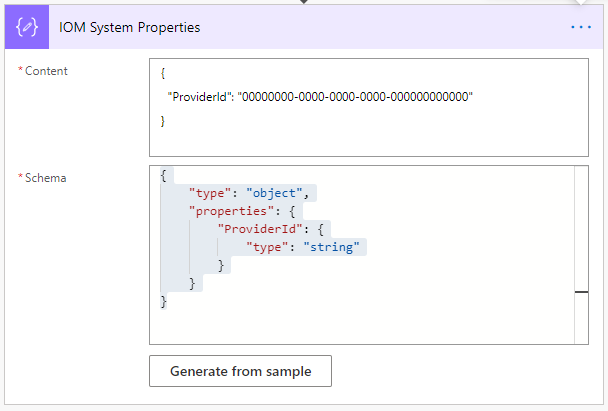 IOM System Properties
...
*Content
{
"ProviderId": "00000000-0000-0000-0000-000000000000"
}
*Schema
{
"type": "object",
"properties": {
"ProviderId": {
"type": "string"
}
}
}
Generate from sample